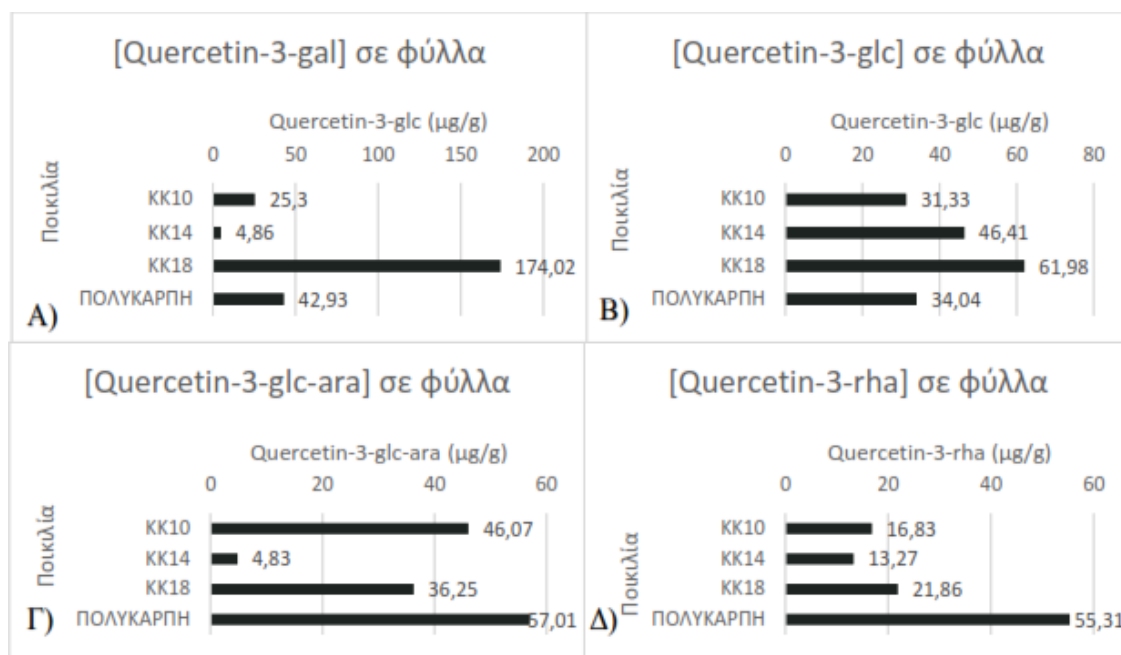 [Quercetin-3-gal] σε φύλλα
Quercetin-3-glc (μg/g)
0 50 100 150 200
Ποικιλία
KK10 25,3
KK14 4,86
KK18 174,02
ΠΟΛΥΚΑΡΠΗ 42,93
Α)
[Quercetin-3-glc] σε φύλλα
Quercetin-3-glc (μg/g)
0 20 40 60 80
Ποικιλία
KK10 31,33
KK14 46,41
KK18 61,98
ΠΟΛΥΚΑΡΠΗ 34,04
Β)
[Quercetin-3-glc-ara] σε φύλλα
Quercetin-3-glc-ara (μg/g)
0 20 40 60
Ποικιλία
KK10 46,07
KK14 4,83
KK18 36,25
ΠΟΛΥΚΑΡΠΗ 57,01
Γ)
[Quercetin-3-rha] σε φύλλα
Quercetin-3-rha (μg/g)
0 20 40 60
Ποικιλία
KK10 16,83
KK14 13,27
KK18 21,86
ΠΟΛΥΚΑΡΠΗ 55,31
Δ)